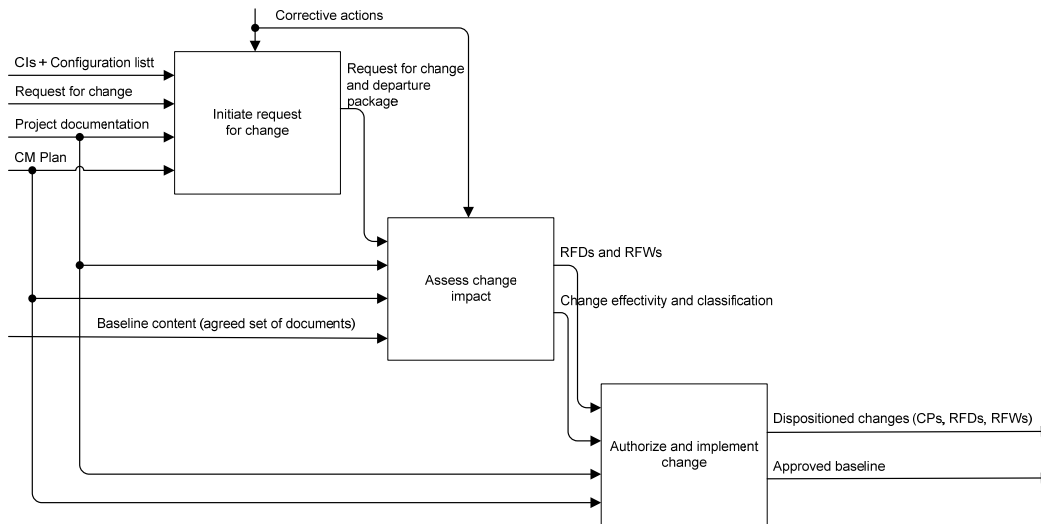 Corrective actions
CIs + Configuration listt
Request for change
Project documentation
CM Plan
Initiate request
for change
Request for change
and departure
package
Assess change
impact
RFDs and RFWs
Change effectivity and classification
Baseline content (agreed set of documents)
Authorize and implement
change
Dispositioned changes (CPs, RFDs, RFWs)
Approved baseline